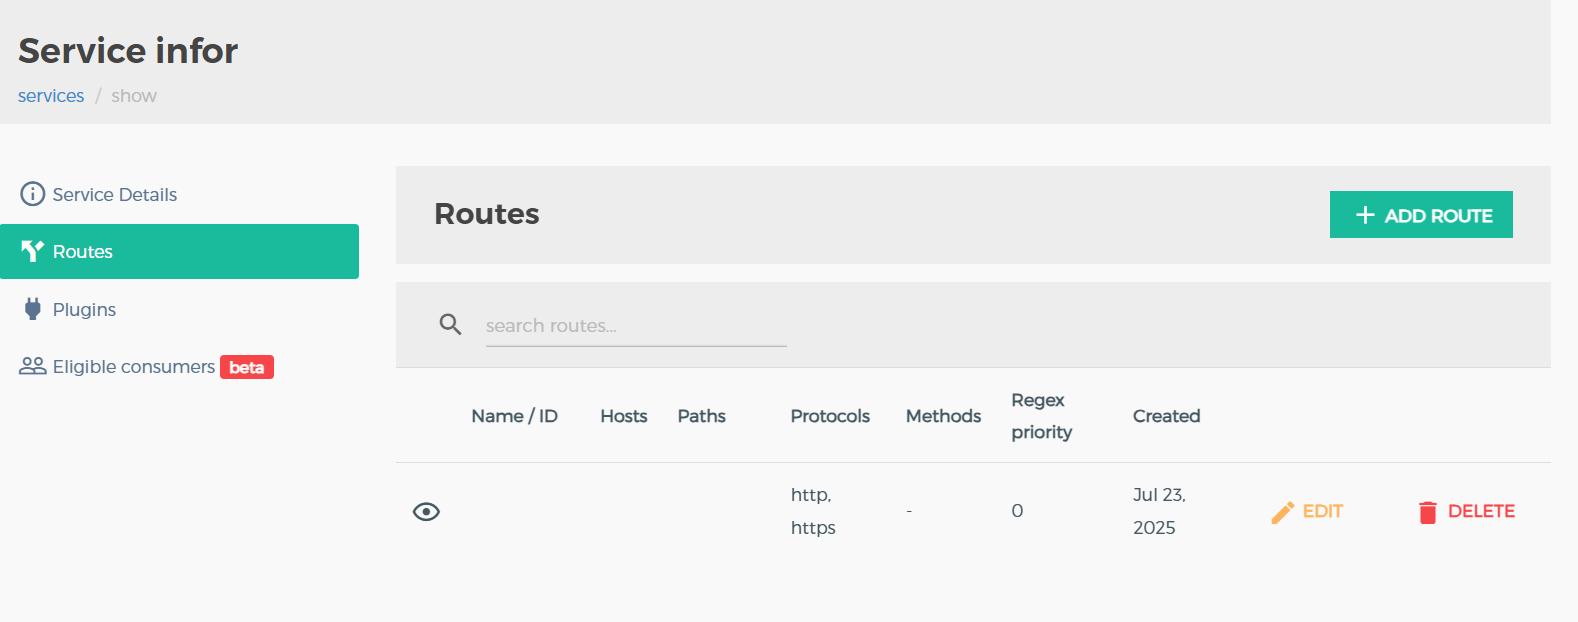 Service infor
services / show
Service Details
Routes
Plugins
Eligible consumers beta
Routes
ADD ROUTE
search routes...
Name / ID Hosts Paths Protocols Methods Regex priority Created
http, https - 0 Jul 23, 2025 EDIT DELETE